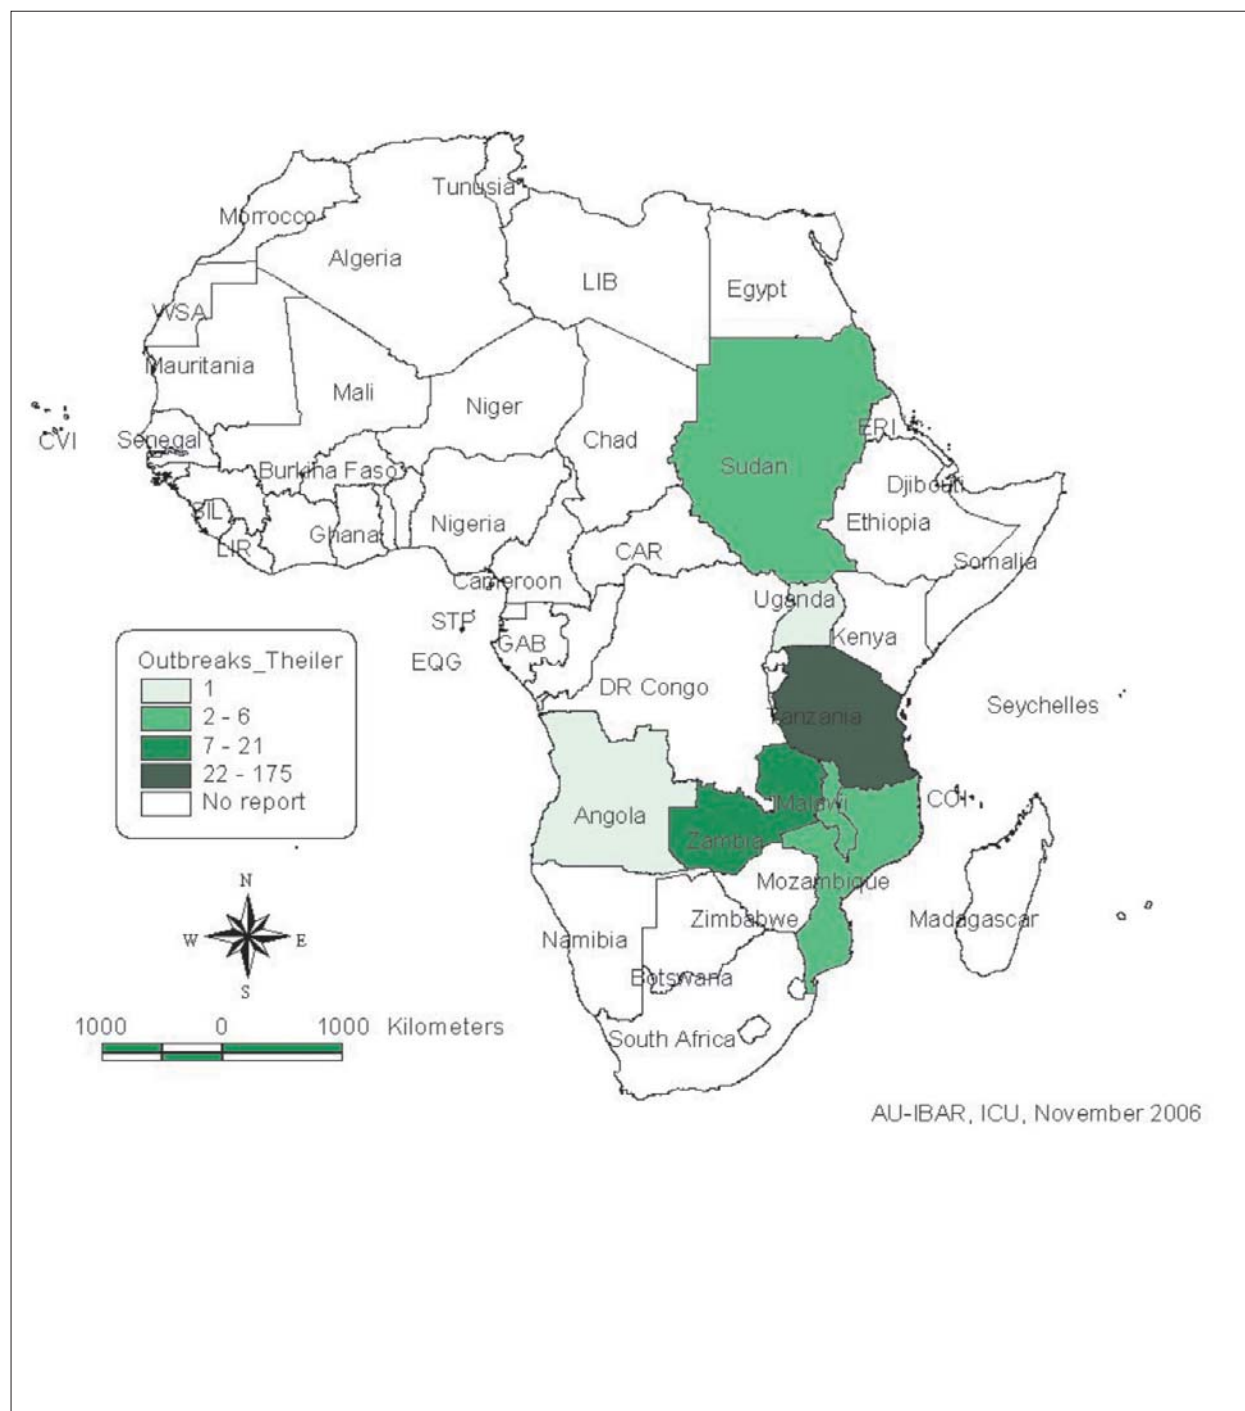 Tunusia
Morrocco
Algeria
LIB
Egypt
WSA
Mauritania
Mali
Niger
Chad
CVI
Senegal
Burkina Faso
Sudan
ERI
Djibouti
SIL
LIR
Ghana
Nigeria
Ethiopia
CAR
Somalia
Cameroon
Uganda
STP
EQG
GAB
Kenya
DR Congo
Tanzania
Seychelles
Outbreaks_Theiler
1
2 - 6
7 - 21
22 - 175
No report
Angola
Malawi
COI
Zambia
Mozambique
Zimbabwe
Madagascar
Namibia
Botswana
South Africa
N
W E
S
1000 0 1000 Kilometers
AU-IBAR, ICU, November 2006